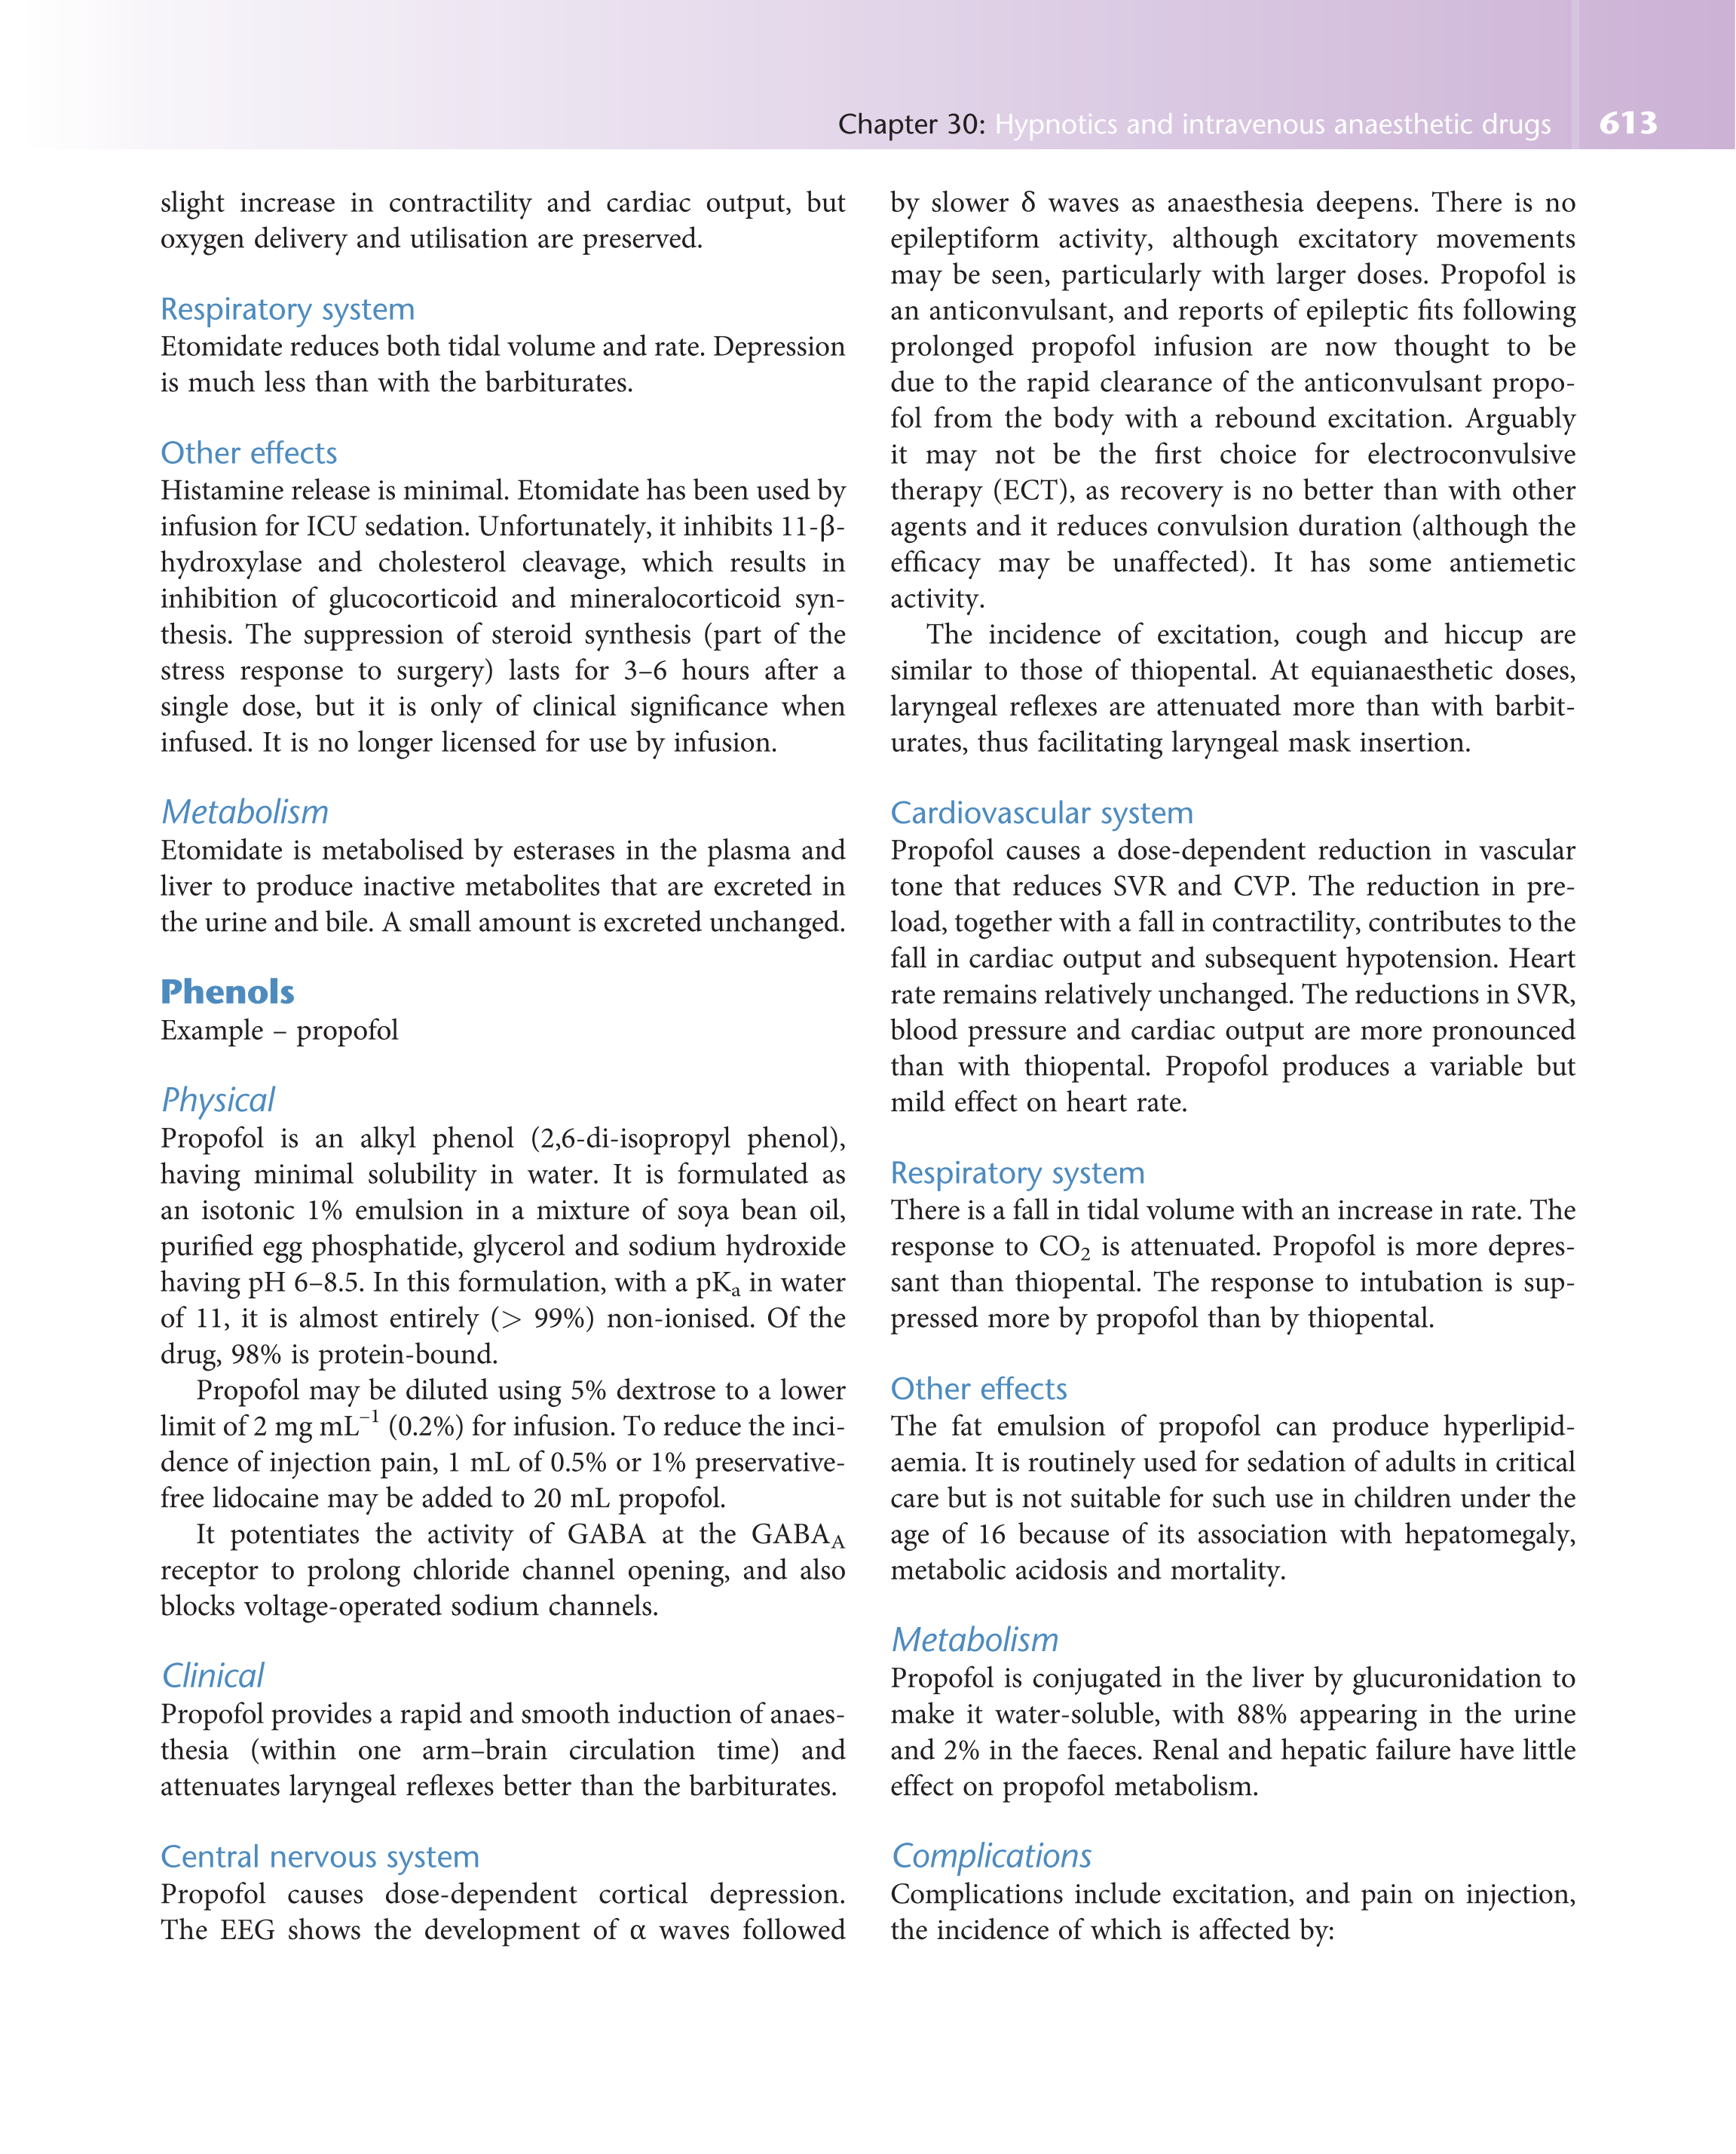 Chapter 30: Hypnotics and intravenous anaesthetic drugs 613
slight increase in contractility and cardiac output, but
oxygen delivery and utilisation are preserved.
Respiratory system
Etomidate reduces both tidal volume and rate. Depression
is much less than with the barbiturates.
Other effects
Histamine release is minimal. Etomidate has been used by
infusion for ICU sedation. Unfortunately, it inhibits 11-β-
hydroxylase and cholesterol cleavage, which results in
inhibition of glucocorticoid and mineralocorticoid syn-
thesis. The suppression of steroid synthesis (part of the
stress response to surgery) lasts for 3–6 hours after a
single dose, but it is only of clinical significance when
infused. It is no longer licensed for use by infusion.
Metabolism
Etomidate is metabolised by esterases in the plasma and
liver to produce inactive metabolites that are excreted in
the urine and bile. A small amount is excreted unchanged.
Phenols
Example – propofol
Physical
Propofol is an alkyl phenol (2,6-di-isopropyl phenol),
having minimal solubility in water. It is formulated as
an isotonic 1% emulsion in a mixture of soya bean oil,
purified egg phosphatide, glycerol and sodium hydroxide
having pH 6–8.5. In this formulation, with a pKa in water
of 11, it is almost entirely (> 99%) non-ionised. Of the
drug, 98% is protein-bound.
Propofol may be diluted using 5% dextrose to a lower
limit of 2 mg mL⁻¹ (0.2%) for infusion. To reduce the inci-
dence of injection pain, 1 mL of 0.5% or 1% preservative-
free lidocaine may be added to 20 mL propofol.
It potentiates the activity of GABA at the GABAA
receptor to prolong chloride channel opening, and also
blocks voltage-operated sodium channels.
Clinical
Propofol provides a rapid and smooth induction of anaes-
thesia (within one arm–brain circulation time) and
attenuates laryngeal reflexes better than the barbiturates.
Central nervous system
Propofol causes dose-dependent cortical depression.
The EEG shows the development of α waves followed
by slower δ waves as anaesthesia deepens. There is no
epileptiform activity, although excitatory movements
may be seen, particularly with larger doses. Propofol is
an anticonvulsant, and reports of epileptic fits following
prolonged propofol infusion are now thought to be
due to the rapid clearance of the anticonvulsant propo-
fol from the body with a rebound excitation. Arguably
it may not be the first choice for electroconvulsive
therapy (ECT), as recovery is no better than with other
agents and it reduces convulsion duration (although the
efficacy may be unaffected). It has some antiemetic
activity.
The incidence of excitation, cough and hiccup are
similar to those of thiopental. At equianaesthetic doses,
laryngeal reflexes are attenuated more than with barbit-
urates, thus facilitating laryngeal mask insertion.
Cardiovascular system
Propofol causes a dose-dependent reduction in vascular
tone that reduces SVR and CVP. The reduction in pre-
load, together with a fall in contractility, contributes to the
fall in cardiac output and subsequent hypotension. Heart
rate remains relatively unchanged. The reductions in SVR,
blood pressure and cardiac output are more pronounced
than with thiopental. Propofol produces a variable but
mild effect on heart rate.
Respiratory system
There is a fall in tidal volume with an increase in rate. The
response to CO₂ is attenuated. Propofol is more depres-
sant than thiopental. The response to intubation is sup-
pressed more by propofol than by thiopental.
Other effects
The fat emulsion of propofol can produce hyperlipid-
aemia. It is routinely used for sedation of adults in critical
care but is not suitable for such use in children under the
age of 16 because of its association with hepatomegaly,
metabolic acidosis and mortality.
Metabolism
Propofol is conjugated in the liver by glucuronidation to
make it water-soluble, with 88% appearing in the urine
and 2% in the faeces. Renal and hepatic failure have little
effect on propofol metabolism.
Complications
Complications include excitation, and pain on injection,
the incidence of which is affected by: